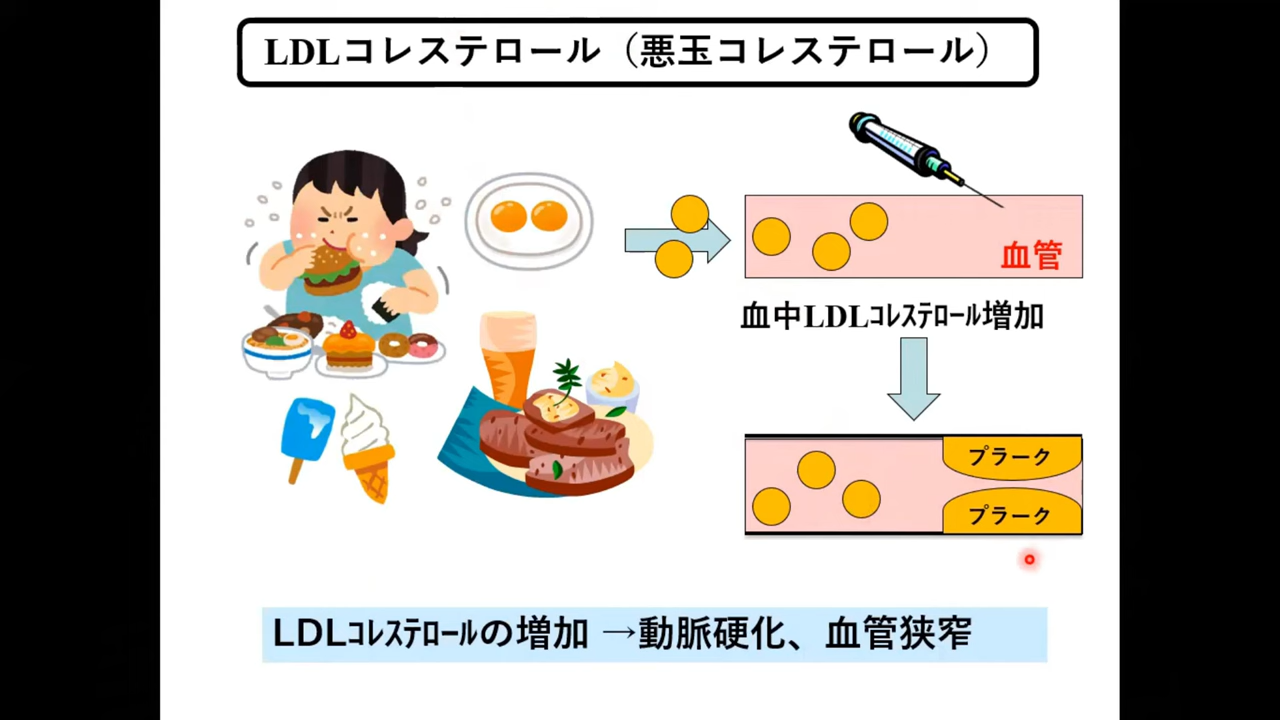 LDLコレステロール（悪玉コレステロール）
血管
血中LDLｺﾚｽﾃﾛｰﾙ増加
プラーク
プラーク
LDLｺﾚｽﾃﾛｰﾙの増加 →動脈硬化、血管狭窄